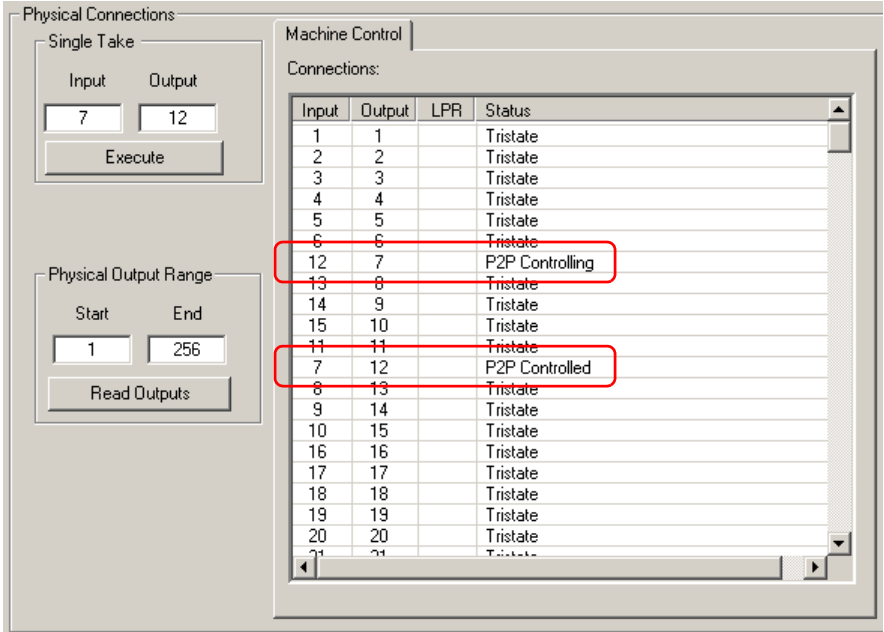 Physical Connections
Single Take
Input Output
7 12
Execute
Physical Output Range
Start End
1 256
Read Outputs
Machine Control
Connections:
Input Output LPR Status
1 1 Tristate
2 2 Tristate
3 3 Tristate
4 4 Tristate
5 5 Tristate
6 6 Tristate
12 7 P2P Controlling
13 8 Tristate
14 9 Tristate
15 10 Tristate
11 11 Tristate
7 12 P2P Controlled
8 13 Tristate
9 14 Tristate
10 15 Tristate
16 16 Tristate
17 17 Tristate
18 18 Tristate
19 19 Tristate
20 20 Tristate
21 21 Tristate